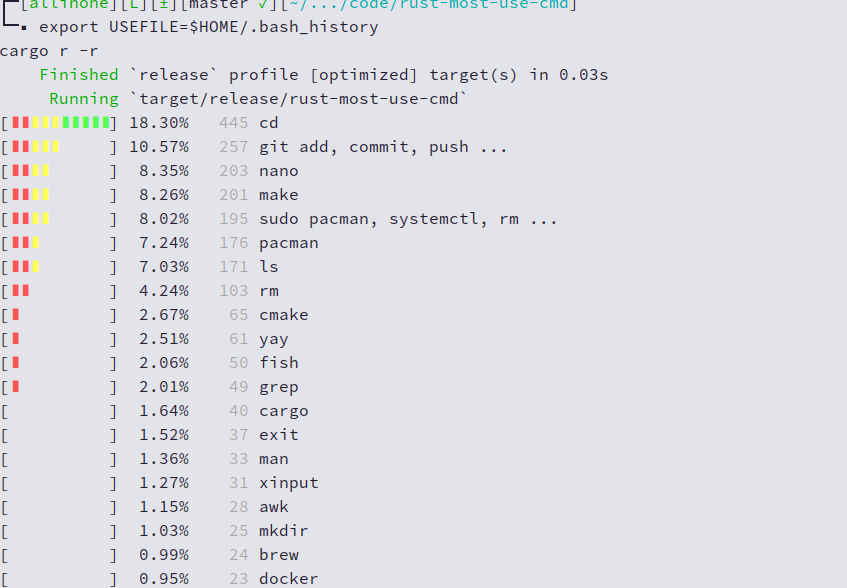 [allinone][L][±][master ✓][~/.../code/rust-most-use-cmd]
▪ export USEFILE=$HOME/.bash_history
cargo r -r
Finished `release` profile [optimized] target(s) in 0.03s
Running `target/release/rust-most-use-cmd`
[ ] 18.30% 445 cd
[ ] 10.57% 257 git add, commit, push ...
[ ] 8.35% 203 nano
[ ] 8.26% 201 make
[ ] 8.02% 195 sudo pacman, systemctl, rm ...
[ ] 7.24% 176 pacman
[ ] 7.03% 171 ls
[ ] 4.24% 103 rm
[ ] 2.67% 65 cmake
[ ] 2.51% 61 yay
[ ] 2.06% 50 fish
[ ] 2.01% 49 grep
[ ] 1.64% 40 cargo
[ ] 1.52% 37 exit
[ ] 1.36% 33 man
[ ] 1.27% 31 xinput
[ ] 1.15% 28 awk
[ ] 1.03% 25 mkdir
[ ] 0.99% 24 brew
[ ] 0.95% 23 docker